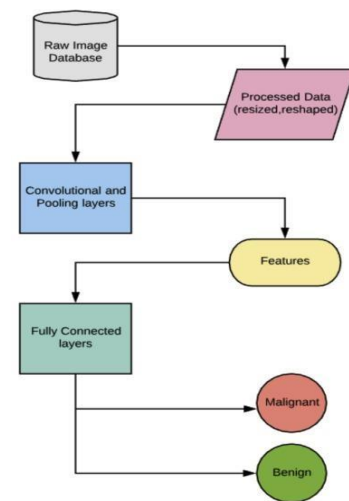 Raw Image
Database
Processed Data
(resized,reshaped)
Convolutional and
Pooling layers
Features
Fully Connected
layers
Malignant
Benign